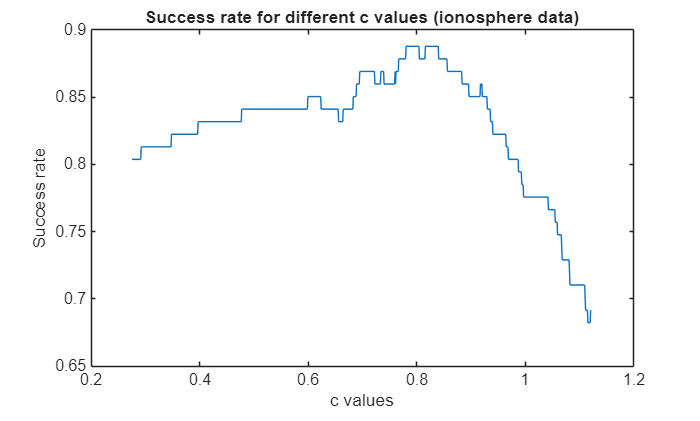 Success rate for different c values (ionosphere data)
0.9
0.85
0.8
0.75
0.7
0.65
Success rate
0.2 0.4 0.6 0.8 1 1.2
c values